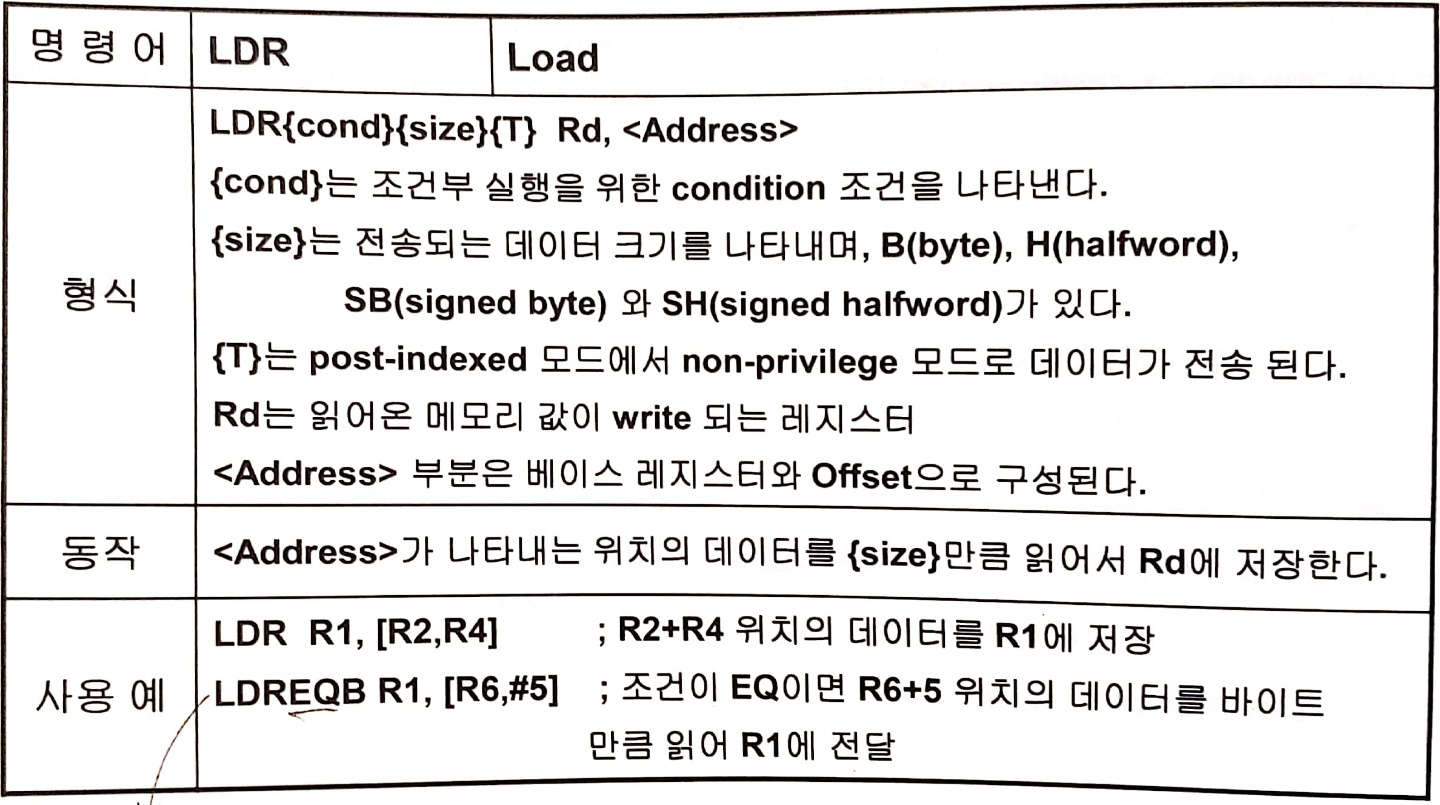 명 령 어 LDR Load
LDR{cond}{size}{T} Rd, <Address>
{cond}는 조건부 실행을 위한 condition 조건을 나타낸다.
{size}는 전송되는 데이터 크기를 나타내며, B(byte), H(halfword),
SB(signed byte) 와 SH(signed halfword)가 있다.
형식
{T}는 post-indexed 모드에서 non-privilege 모드로 데이터가 전송 된다.
Rd는 읽어온 메모리 값이 write 되는 레지스터
<Address> 부분은 베이스 레지스터와 Offset으로 구성된다.
동작 <Address>가 나타내는 위치의 데이터를 {size}만큼 읽어서 Rd에 저장한다.
LDR R1, [R2,R4] ; R2+R4 위치의 데이터를 R1에 저장
사용 예 LDREQB R1, [R6,#5] ; 조건이 EQ이면 R6+5 위치의 데이터를 바이트
만큼 읽어 R1에 전달